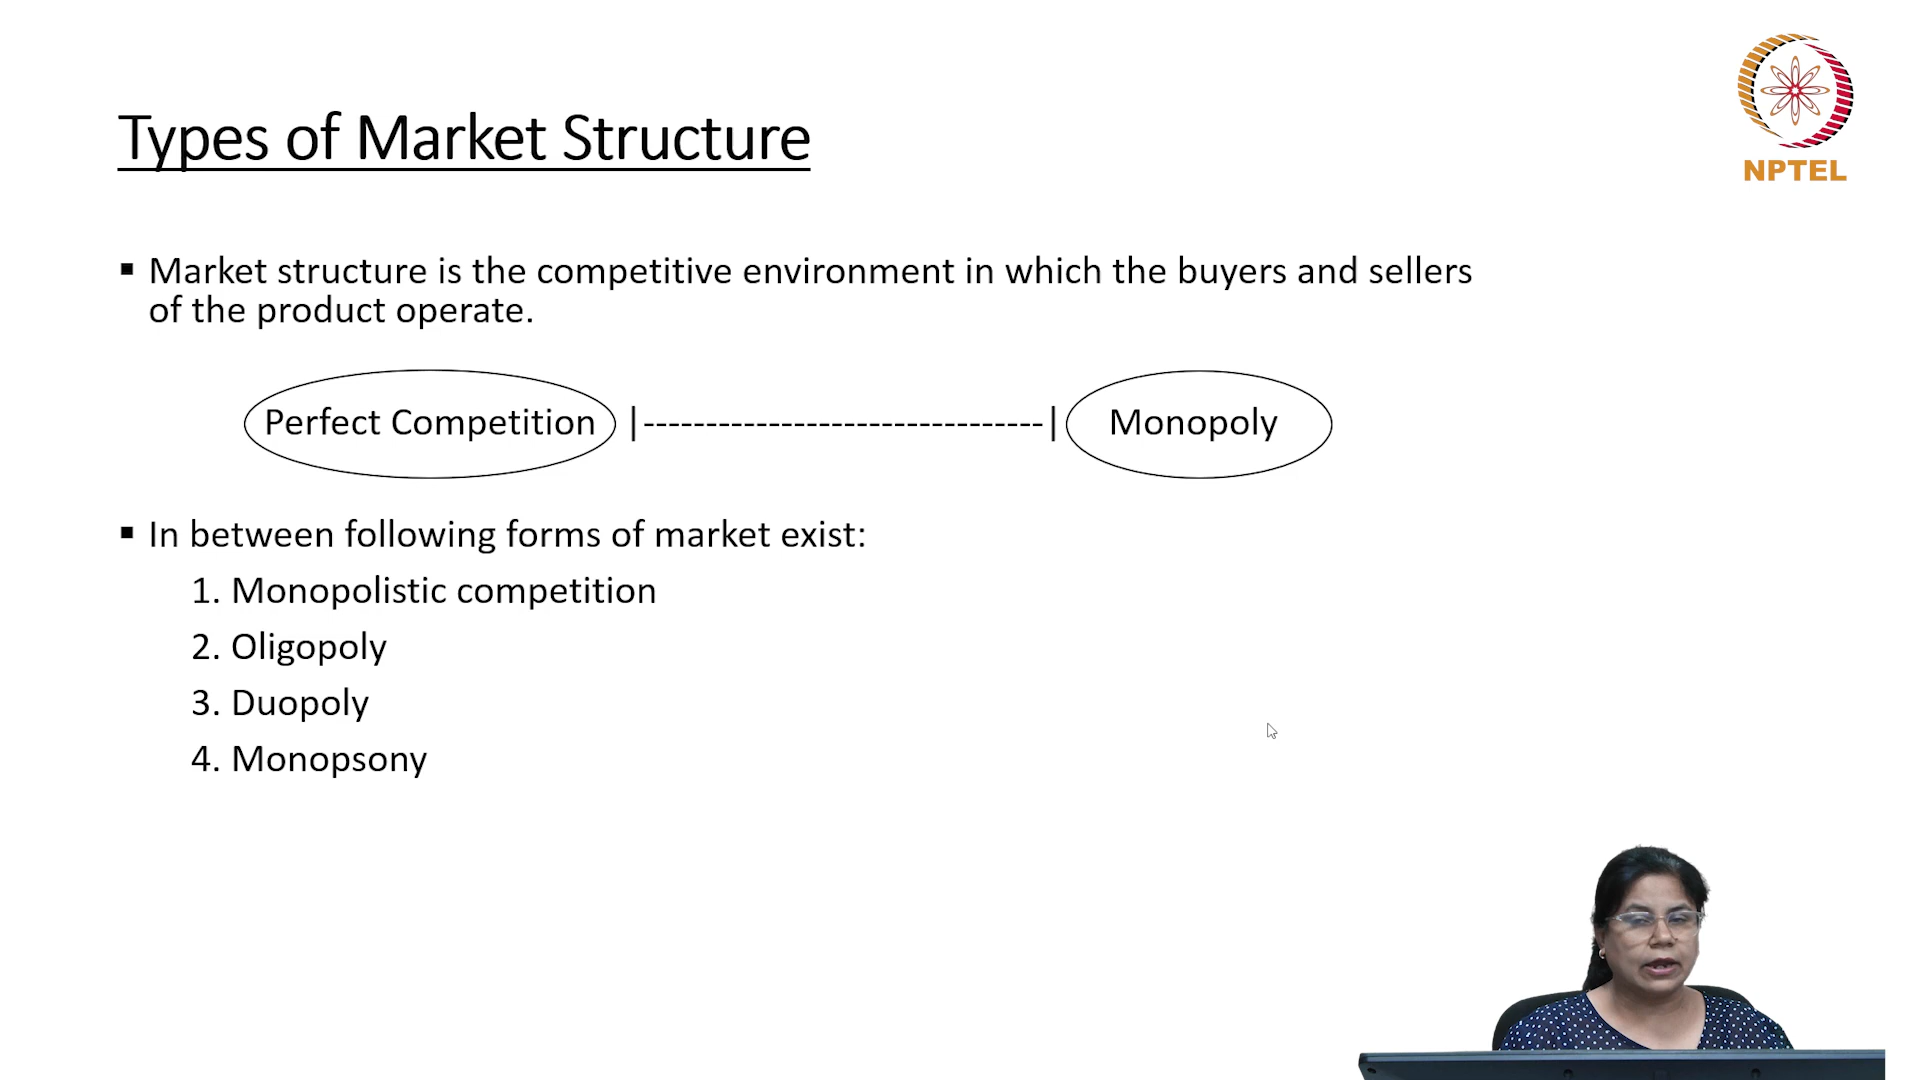 NPTEL
Types of Market Structure
▪ Market structure is the competitive environment in which the buyers and sellers
of the product operate.
Perfect Competition |--------------------------------| Monopoly
▪ In between following forms of market exist:
1. Monopolistic competition
2. Oligopoly
3. Duopoly
4. Monopsony